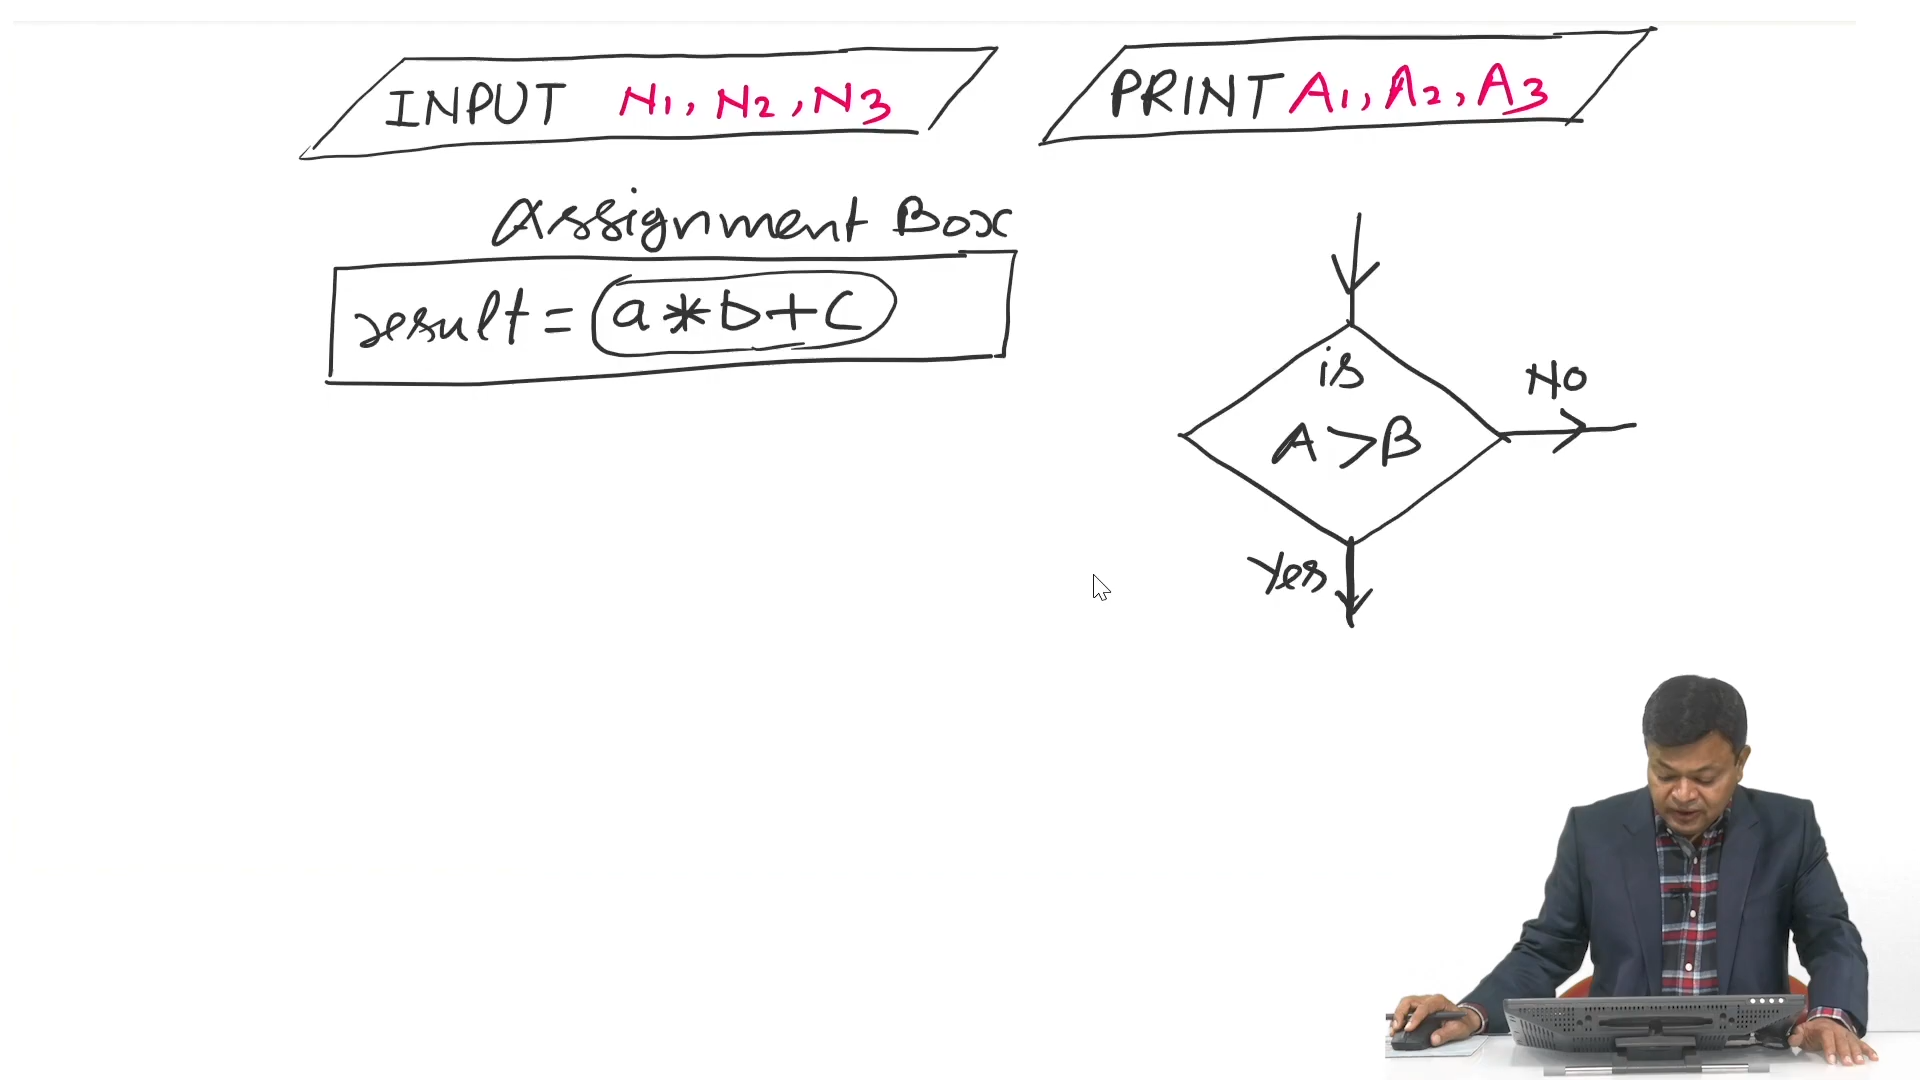 INPUT N1, N2, N3
PRINT A1, A2, A3
Assignment Box
result = a*b+c
is
A>B
NO
Yes